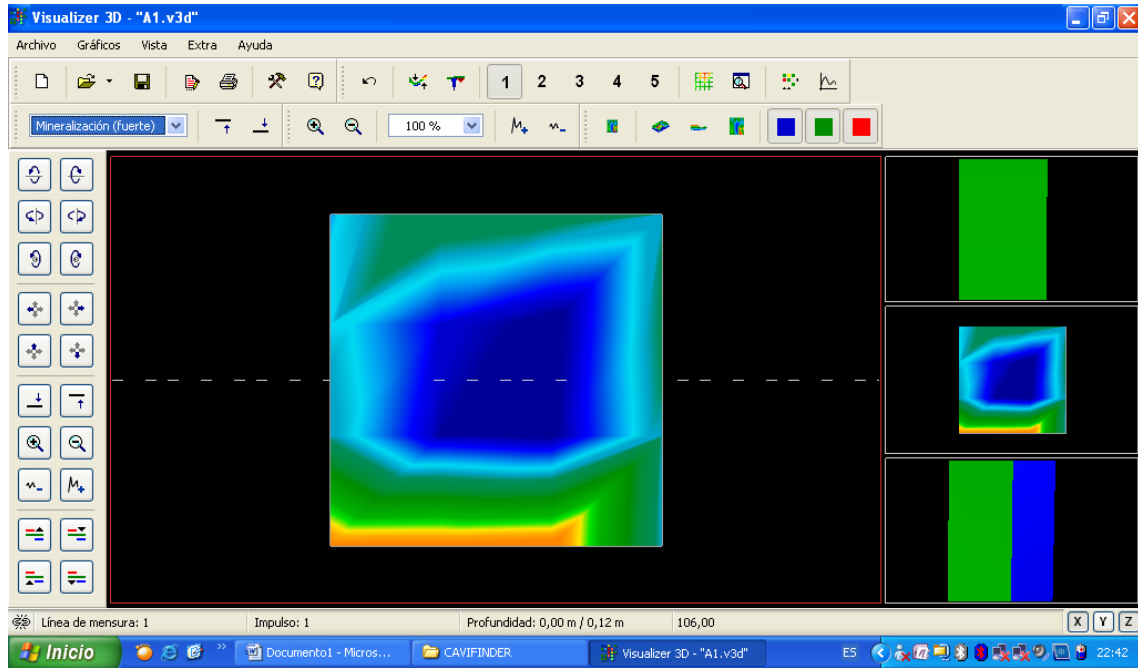 Visualizer 3D - "A1.v3d"
Archivo Gráficos Vista Extra Ayuda
1 2 3 4 5
Mineralización (fuerte) 100 %
Línea de mensura: 1 Impulso: 1 Profundidad: 0,00 m / 0,12 m 106,00 X Y Z
Inicio Documento1 - Micros... CAVIFINDER Visualizer 3D - "A1.v3d" ES 22:42